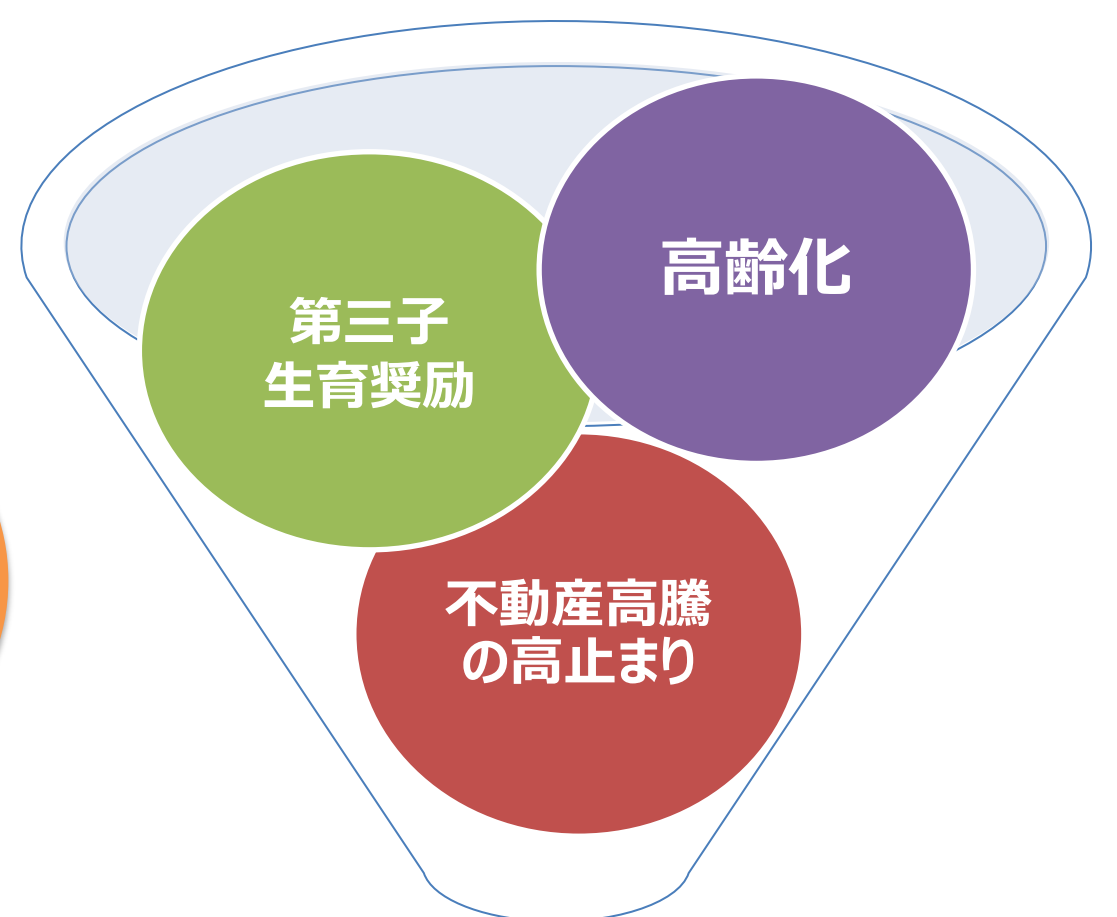 高齢化
第三子
生育奨励
不動産高騰
の高止まり